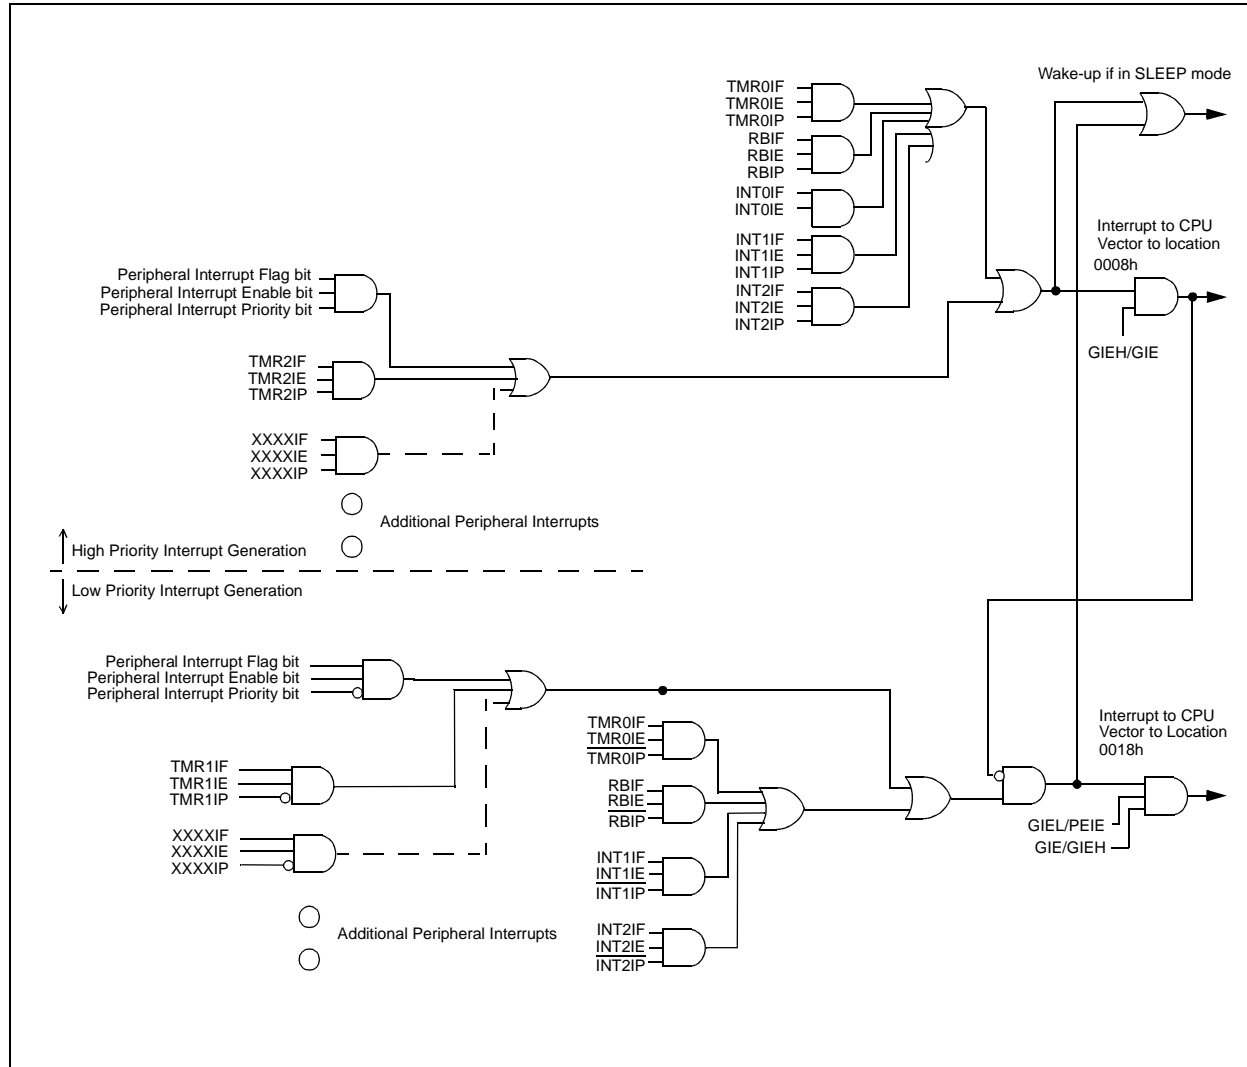 Wake-up if in SLEEP mode
TMR0IF
TMR0IE
TMR0IP
RBIF
RBIE
RBIP
INT0IF
INT0IE
INT1IF
INT1IE
INT1IP
INT2IF
INT2IE
INT2IP
Interrupt to CPU
Vector to location
0008h
GIEH/GIE
Peripheral Interrupt Flag bit
Peripheral Interrupt Enable bit
Peripheral Interrupt Priority bit
TMR2IF
TMR2IE
TMR2IP
XXXXIF
XXXXIE
XXXXIP
Additional Peripheral Interrupts
High Priority Interrupt Generation
Low Priority Interrupt Generation
Peripheral Interrupt Flag bit
Peripheral Interrupt Enable bit
Peripheral Interrupt Priority bit
TMR1IF
TMR1IE
TMR1IP
XXXXIF
XXXXIE
XXXXIP
Additional Peripheral Interrupts
TMR0IF
TMR0IE
TMR0IP
RBIF
RBIE
RBIP
INT1IF
INT1IE
INT1IP
INT2IF
INT2IE
INT2IP
Interrupt to CPU
Vector to Location
0018h
GIEL/PEIE
GIE/GIEH